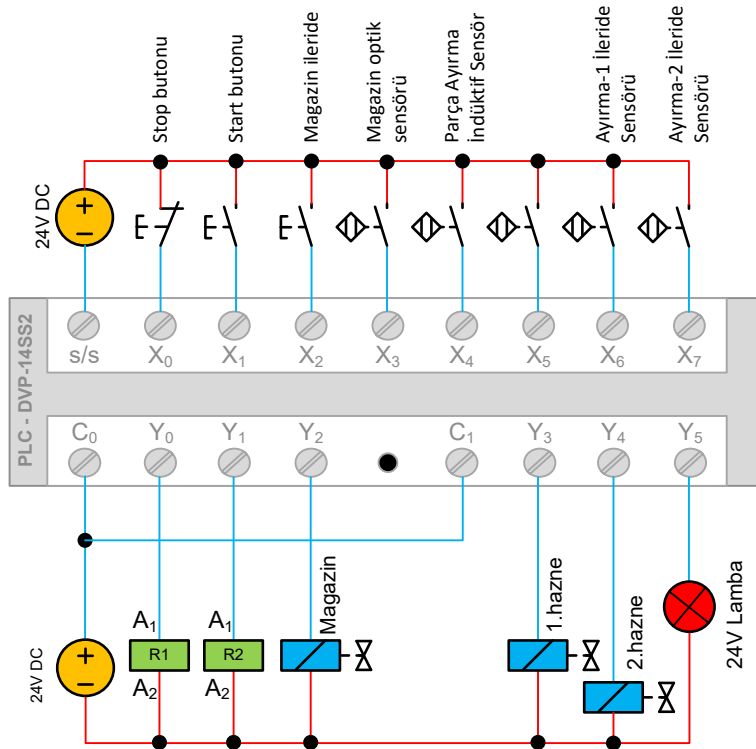 Stop butonu
Start butonu
Magazin ileride
Magazin optik
sensörü
Parça Ayırma
İndüktif Sensör
Ayırma-1 İleride
Sensörü
Ayırma-2 İleride
Sensörü
24V DC
+
−
PLC - DVP-14SS2
s/s
X0
X1
X2
X3
X4
X5
X6
X7
C0
Y0
Y1
Y2
C1
Y3
Y4
Y5
24V DC
+
−
A1
R1
A2
A1
R2
A2
Magazin
1.hazne
2.hazne
24V Lamba